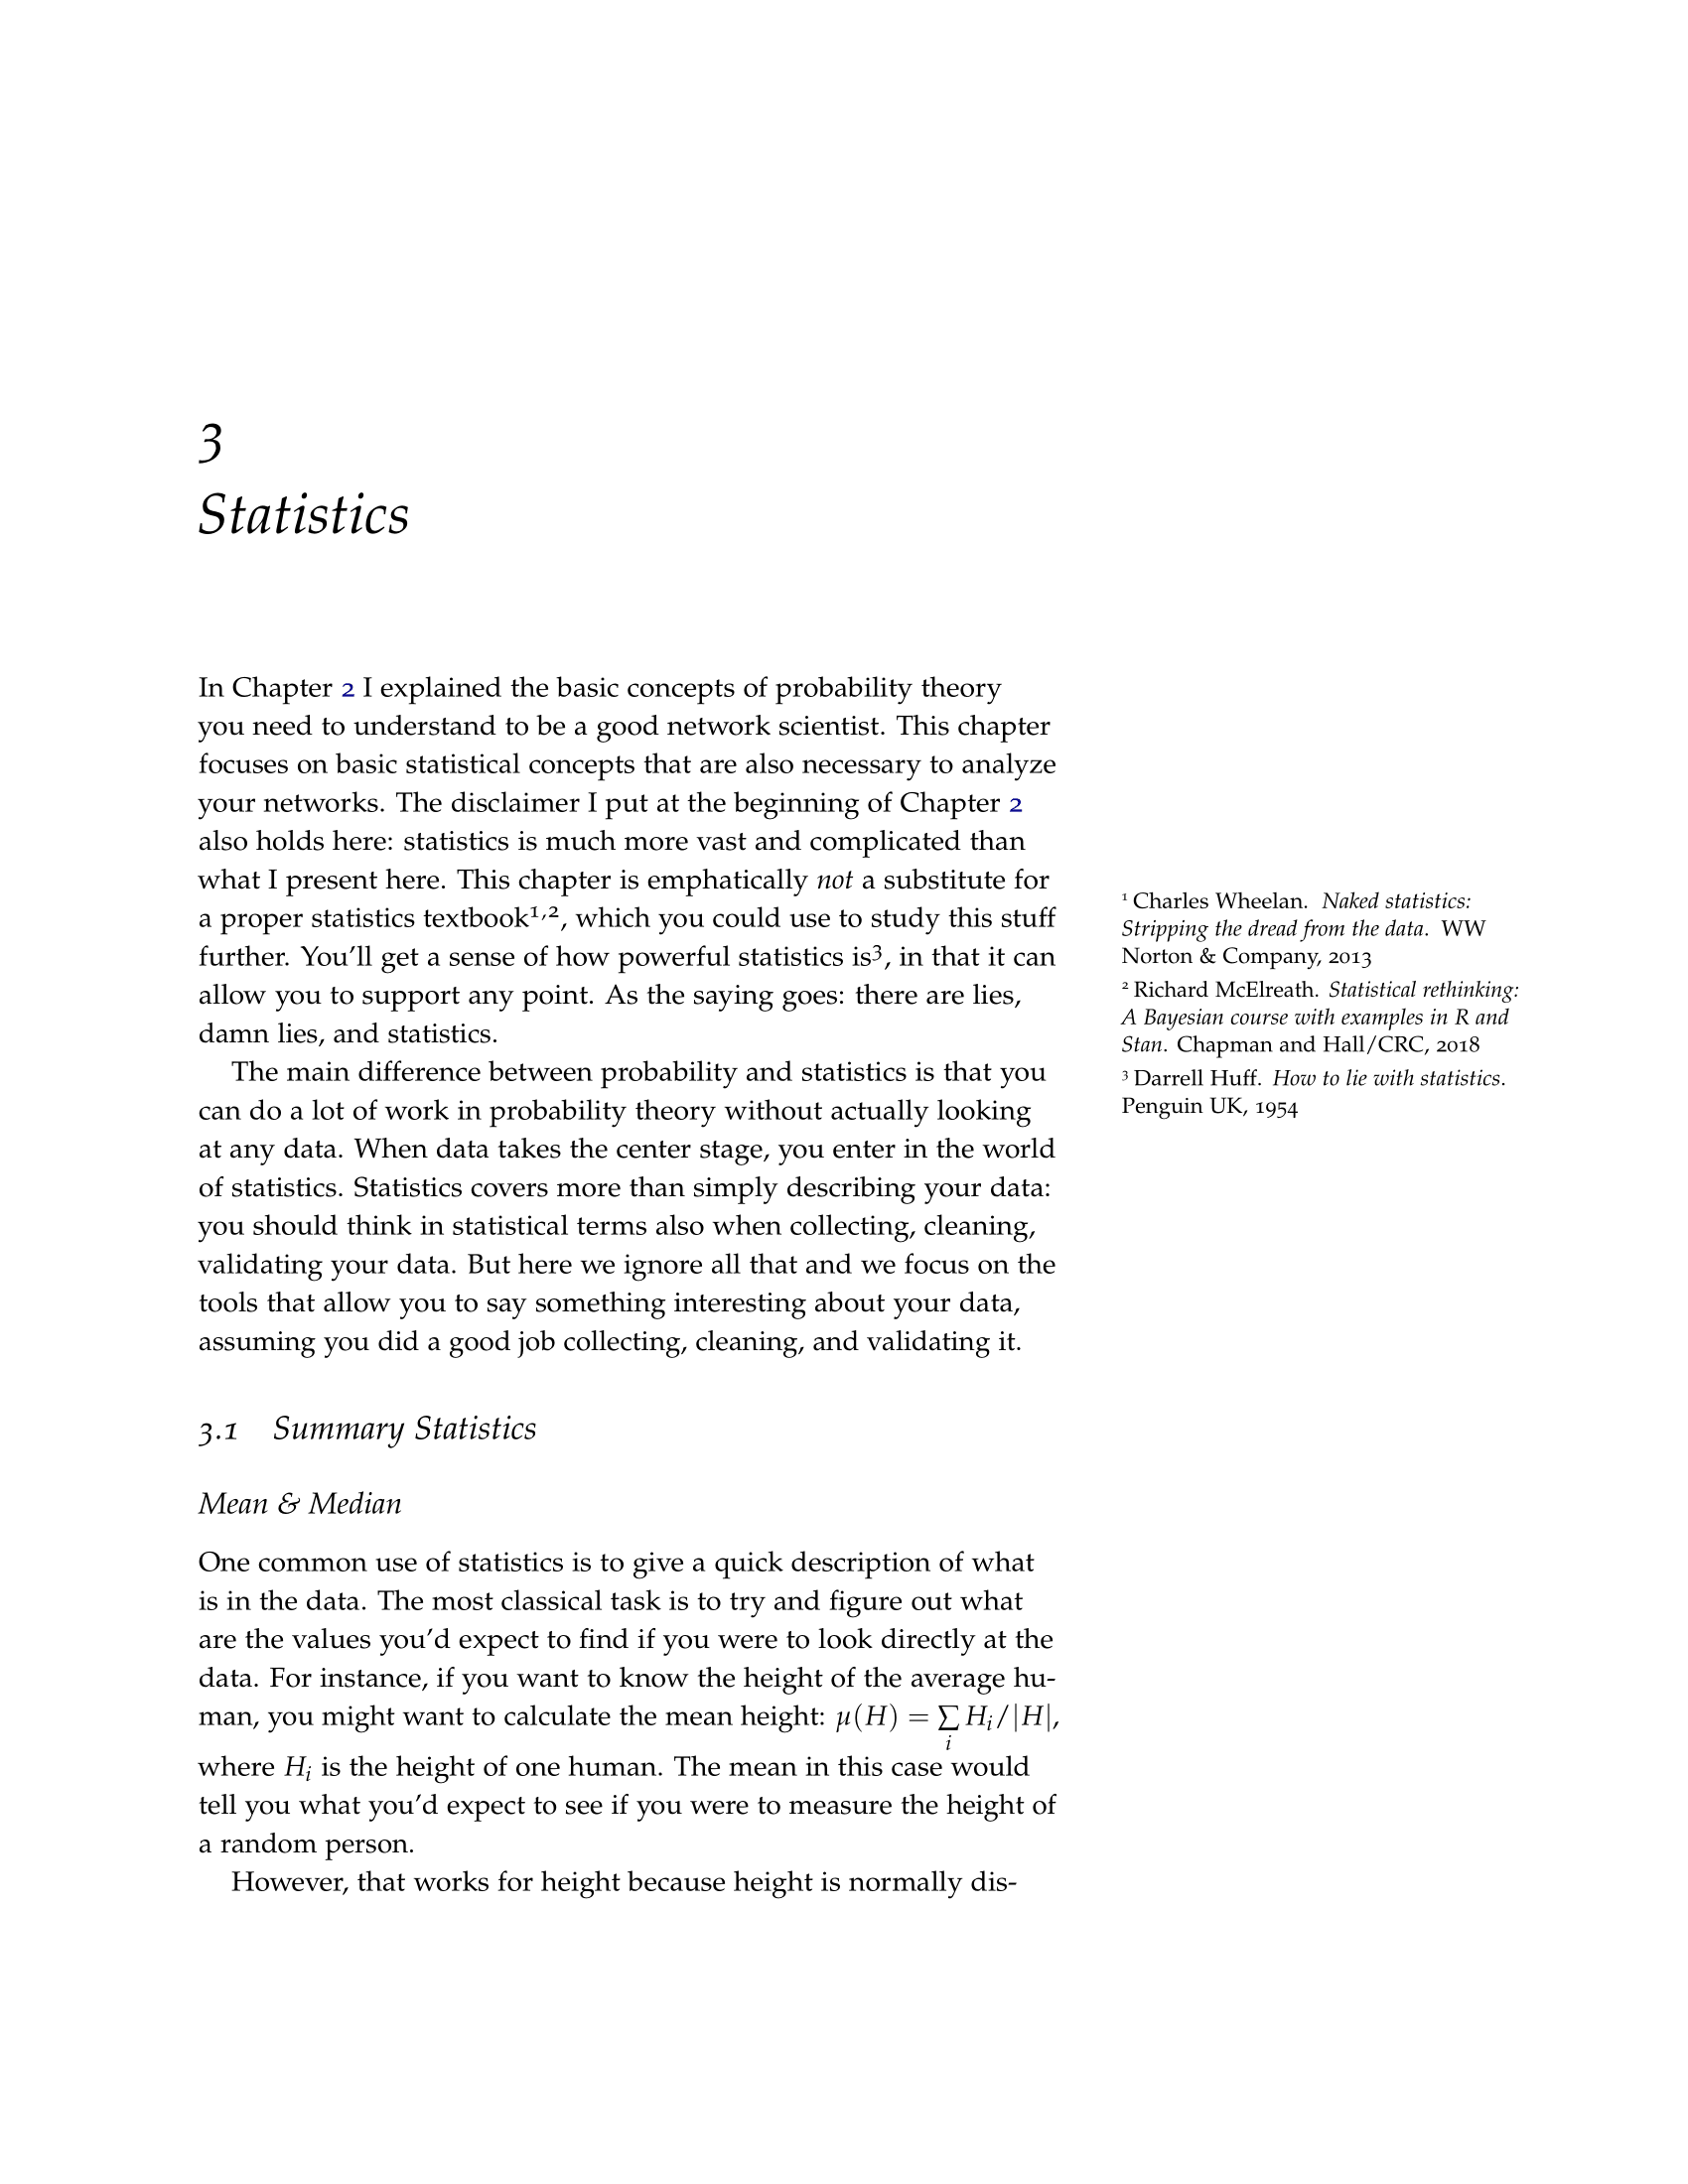 3
Statistics
In Chapter 2 I explained the basic concepts of probability theory
you need to understand to be a good network scientist. This chapter
focuses on basic statistical concepts that are also necessary to analyze
your networks. The disclaimer I put at the beginning of Chapter 2
also holds here: statistics is much more vast and complicated than
what I present here. This chapter is emphatically not a substitute for
a proper statistics textbook¹,², which you could use to study this stuff
further. You'll get a sense of how powerful statistics is³, in that it can
allow you to support any point. As the saying goes: there are lies,
damn lies, and statistics.
The main difference between probability and statistics is that you
can do a lot of work in probability theory without actually looking
at any data. When data takes the center stage, you enter in the world
of statistics. Statistics covers more than simply describing your data:
you should think in statistical terms also when collecting, cleaning,
validating your data. But here we ignore all that and we focus on the
tools that allow you to say something interesting about your data,
assuming you did a good job collecting, cleaning, and validating it.
3.1 Summary Statistics
Mean & Median
One common use of statistics is to give a quick description of what
is in the data. The most classical task is to try and figure out what
are the values you'd expect to find if you were to look directly at the
data. For instance, if you want to know the height of the average hu-
man, you might want to calculate the mean height: μ(H) = ∑ᵢ Hᵢ/|H|,
where Hᵢ is the height of one human. The mean in this case would
tell you what you'd expect to see if you were to measure the height of
a random person.
However, that works for height because height is normally dis-
¹ Charles Wheelan. Naked statistics:
Stripping the dread from the data. WW
Norton & Company, 2013
² Richard McElreath. Statistical rethinking:
A Bayesian course with examples in R and
Stan. Chapman and Hall/CRC, 2018
³ Darrell Huff. How to lie with statistics.
Penguin UK, 1954